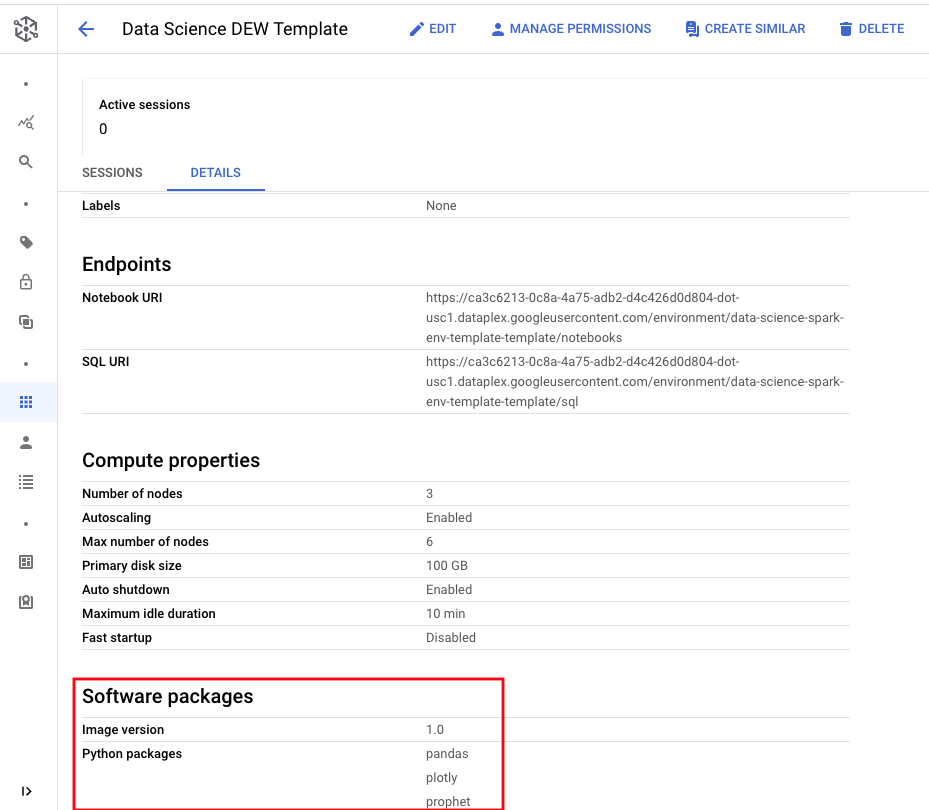 Data Science DEW Template
EDIT
MANAGE PERMISSIONS
CREATE SIMILAR
DELETE
Active sessions
0
SESSIONS
DETAILS
Labels None
Endpoints
Notebook URI https://ca3c6213-0c8a-4a75-adb2-d4c426d0d804-dot-
usc1.dataplex.googleusercontent.com/environment/data-science-spark-
env-template-template/notebooks
SQL URI https://ca3c6213-0c8a-4a75-adb2-d4c426d0d804-dot-
usc1.dataplex.googleusercontent.com/environment/data-science-spark-
env-template-template/sql
Compute properties
Number of nodes 3
Autoscaling Enabled
Max number of nodes 6
Primary disk size 100 GB
Auto shutdown Enabled
Maximum idle duration 10 min
Fast startup Disabled
Software packages
Image version 1.0
Python packages pandas
plotly
prophet